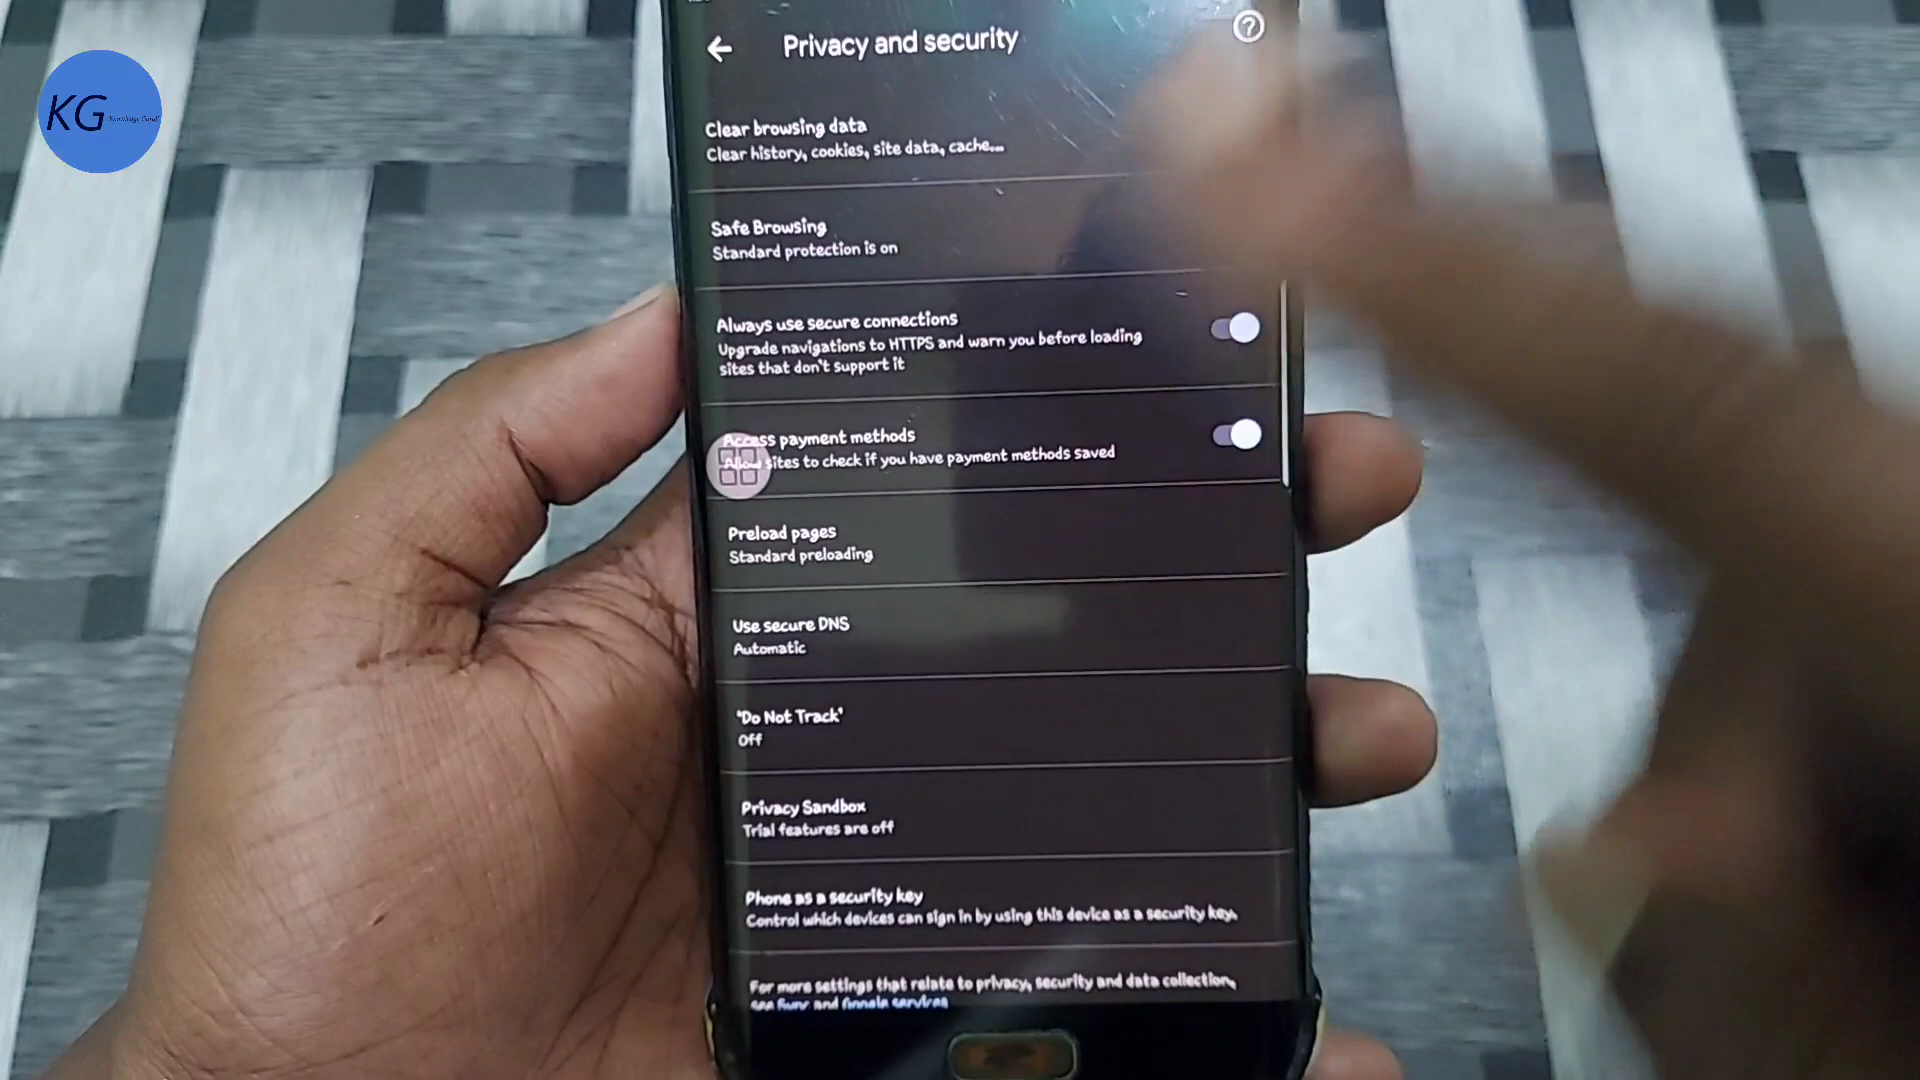 KG
Privacy and security
Clear browsing data
Clear history, cookies, site data, cache...
Safe Browsing
Standard protection is on
Always use secure connections
Upgrade navigations to HTTPS and warn you before loading
sites that don't support it
Access payment methods
Allow sites to check if you have payment methods saved
Preload pages
Standard preloading
Use secure DNS
Automatic
'Do Not Track'
Off
Privacy Sandbox
Trial features are off
Phone as a security key
Control which devices can sign in by using this device as a security key.
For more settings that relate to privacy, security and data collection,
see Sync and Google services